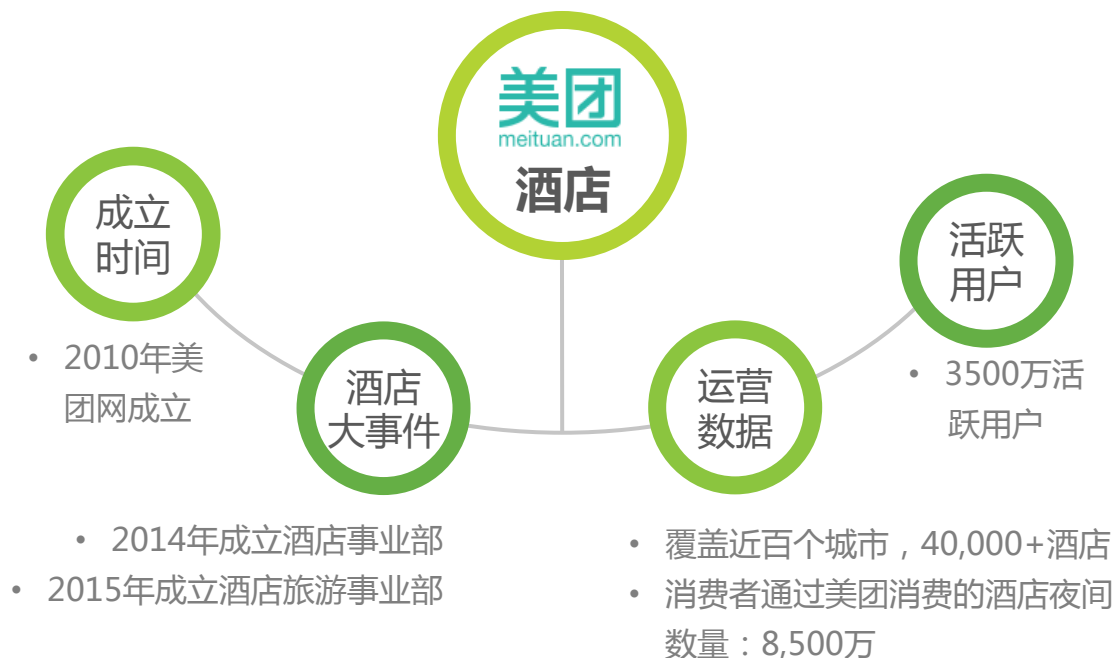 美团
meituan.com
酒店
成立
时间
• 2010年美
团网成立
酒店
大事件
• 2014年成立酒店事业部
• 2015年成立酒店旅游事业部
运营
数据
• 覆盖近百个城市，40,000+酒店
• 消费者通过美团消费的酒店夜间
数量：8,500万
活跃
用户
• 3500万活
跃用户